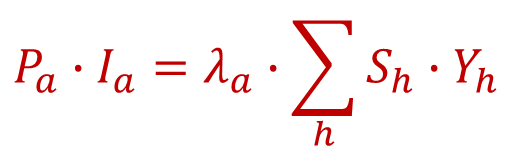 P_a · I_a = λ_a · ∑_h S_h · Y_h